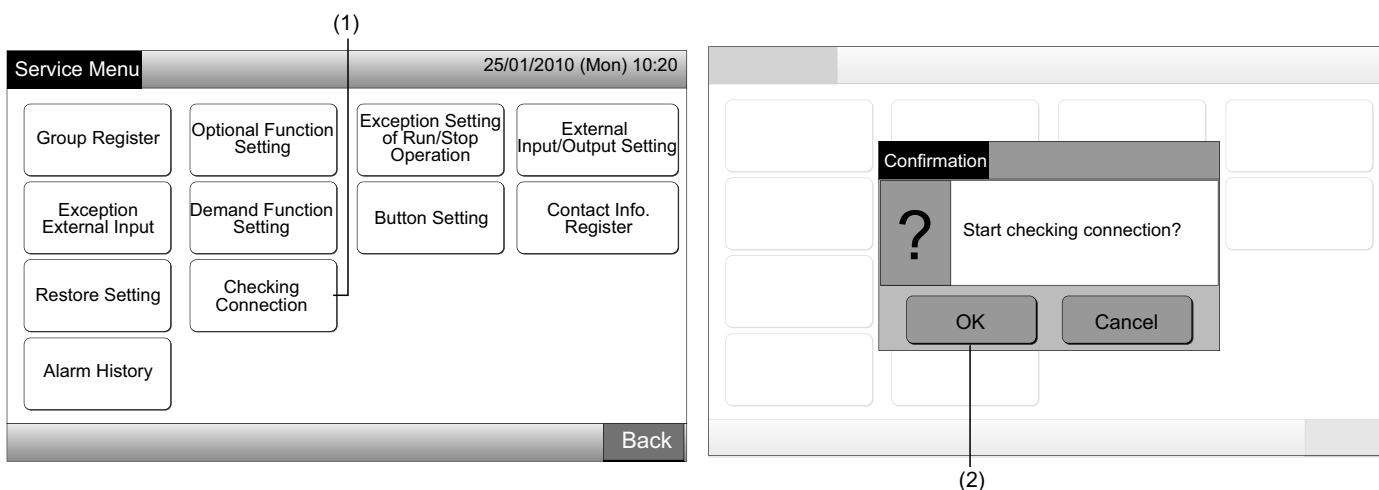 (1)
Service Menu
25/01/2010 (Mon) 10:20
Group Register
Optional Function
Setting
Exception Setting
of Run/Stop
Operation
External
Input/Output Setting
Exception
External Input
Demand Function
Setting
Button Setting
Contact Info.
Register
Restore Setting
Checking
Connection
Alarm History
Back
Confirmation
?
Start checking connection?
OK
Cancel
(2)